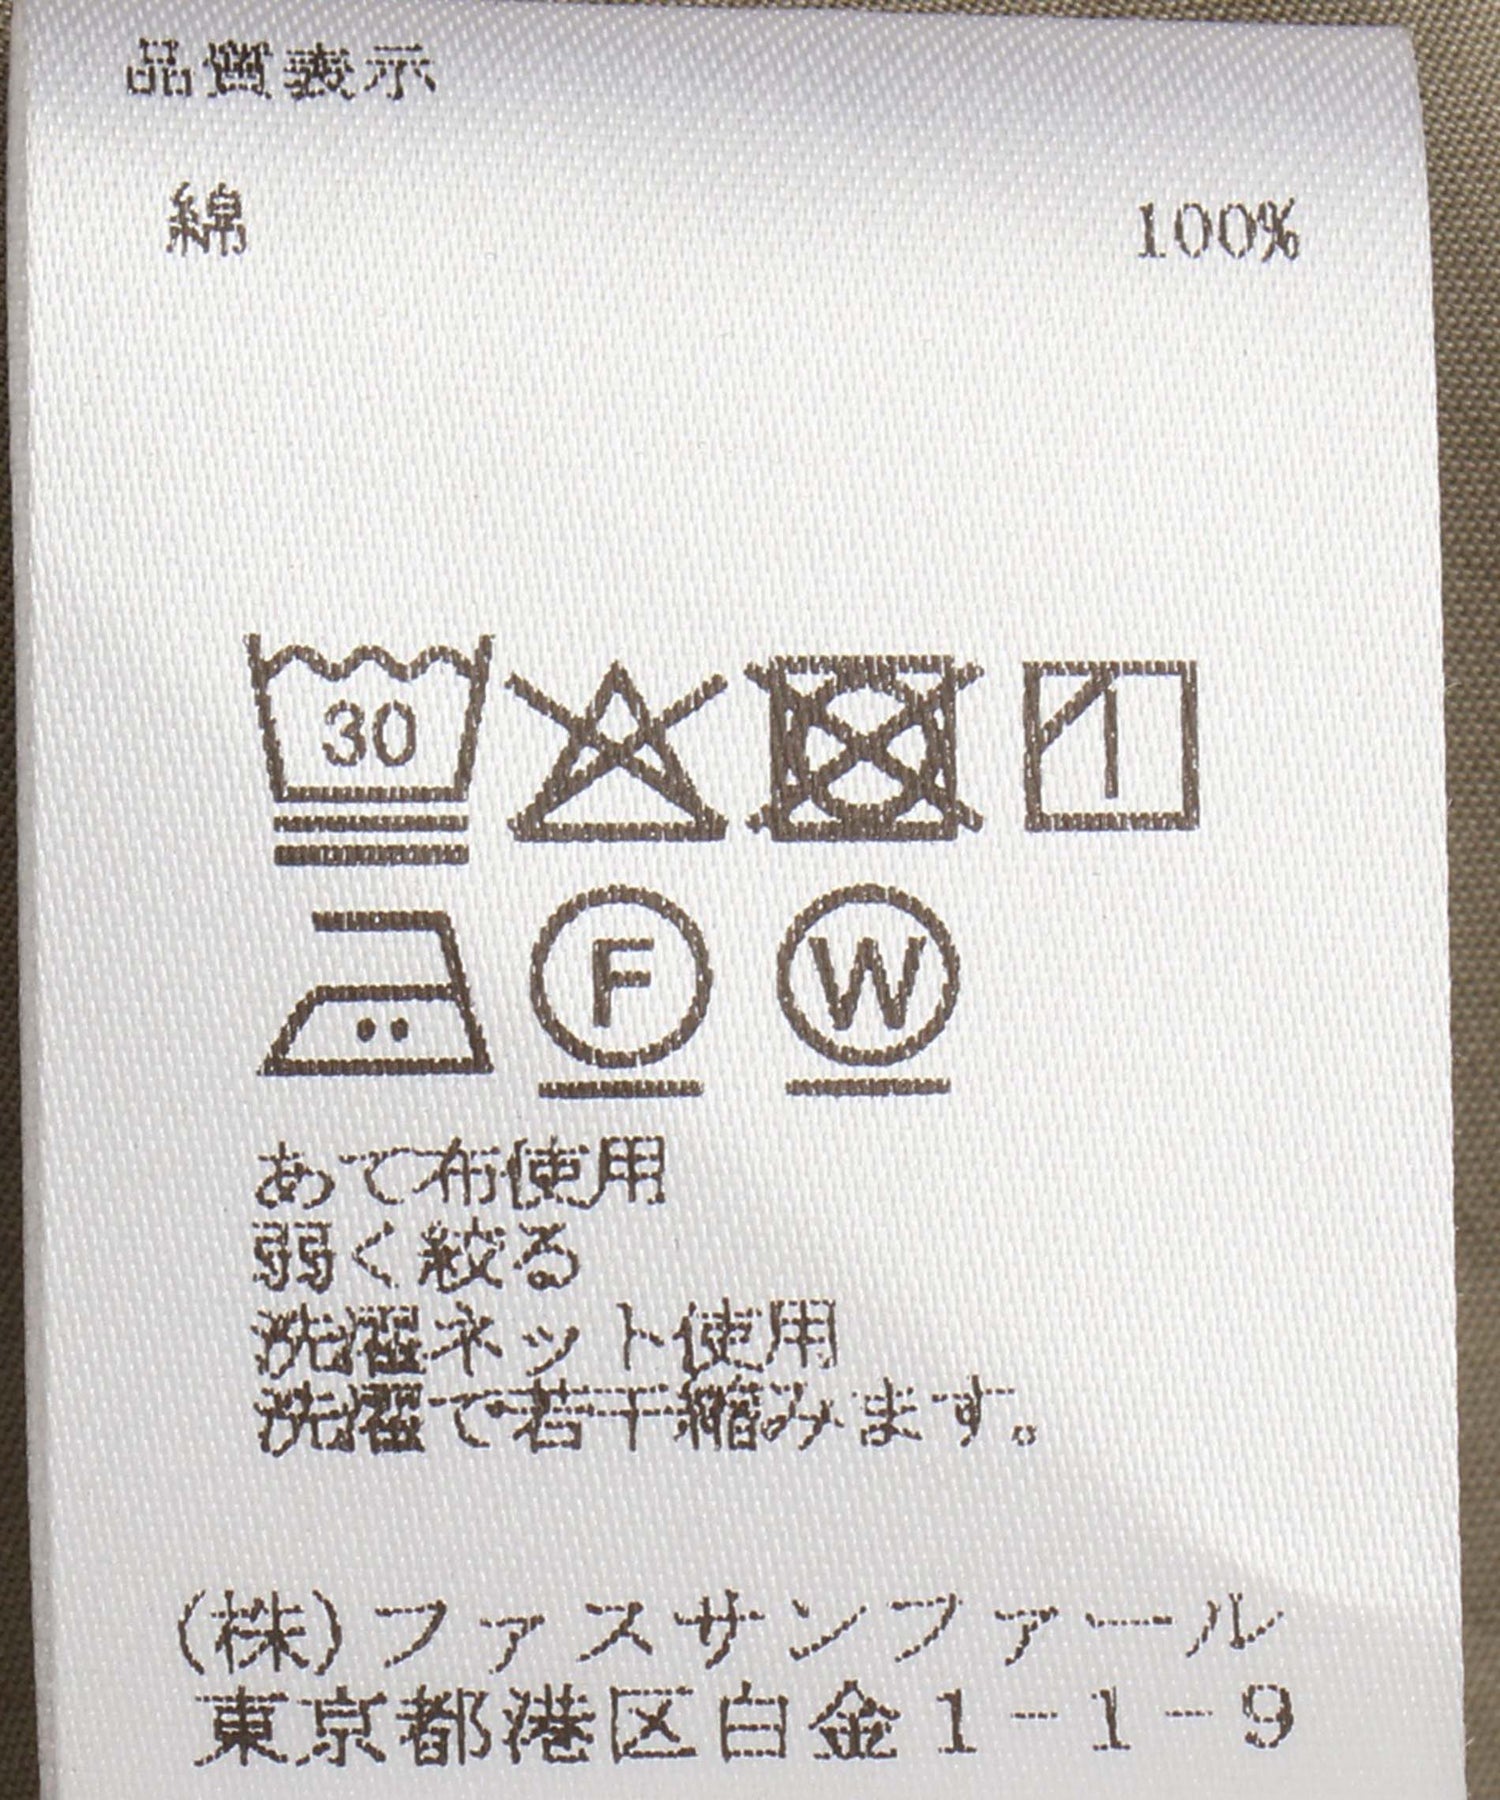 品質表示
綿 100%
30
F W
あて布使用
弱く絞る
洗濯ネット使用
洗濯で若干縮みます。
(株)ファスサンファール
東京都港区白金1-1-9